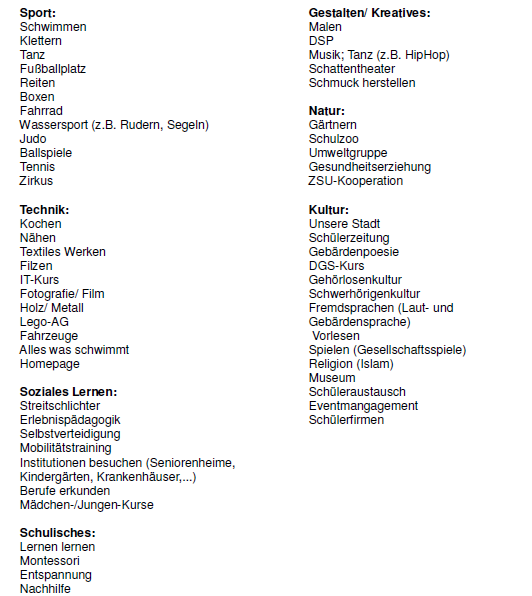 Sport:
Schwimmen
Klettern
Tanz
Fußballplatz
Reiten
Boxen
Fahrrad
Wassersport (z.B. Rudern, Segeln)
Judo
Ballspiele
Tennis
Zirkus
Technik:
Kochen
Nähen
Textiles Werken
Filzen
IT-Kurs
Fotografie/ Film
Holz/ Metall
Lego-AG
Fahrzeuge
Alles was schwimmt
Homepage
Soziales Lernen:
Streitschlichter
Erlebnispädagogik
Selbstverteidigung
Mobilitätstraining
Institutionen besuchen (Seniorenheime,
Kindergärten, Krankenhäuser,...)
Berufe erkunden
Mädchen-/Jungen-Kurse
Schulisches:
Lernen lernen
Montessori
Entspannung
Nachhilfe
Gestalten/ Kreatives:
Malen
DSP
Musik; Tanz (z.B. HipHop)
Schattentheater
Schmuck herstellen
Natur:
Gärtnern
Schulzoo
Umweltgruppe
Gesundheitserziehung
ZSU-Kooperation
Kultur:
Unsere Stadt
Schülerzeitung
Gebärdenpoesie
DGS-Kurs
Gehörlosenkultur
Schwerhörigenkultur
Fremdsprachen (Laut- und
Gebärdensprache)
Vorlesen
Spielen (Gesellschaftsspiele)
Religion (Islam)
Museum
Schüleraustausch
Eventmangagement
Schülerfirmen